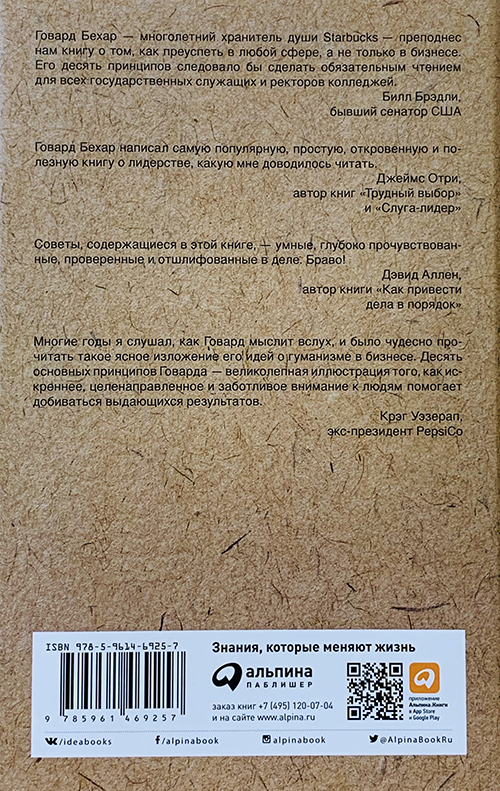 Говард Бехар — многолетний хранитель души Starbucks — преподнес
нам книгу о том, как преуспеть в любой сфере, а не только в бизнесе.
Его десять принципов следовало бы сделать обязательным чтением
для всех государственных служащих и ректоров колледжей.
Билл Брэдли,
бывший сенатор США
Говард Бехар написал самую популярную, простую, откровенную и по-
лезную книгу о лидерстве, какую мне доводилось читать.
Джеймс Отри,
автор книг «Трудный выбор»
и «Слуга-лидер»
Советы, содержащиеся в этой книге, — умные, глубоко прочувствован-
ные, проверенные и отшлифованные в деле. Браво!
Дэвид Аллен,
автор книги «Как привести
дела в порядок»
Многие годы я слушал, как Говард мыслит вслух, и было чудесно про-
читать такое ясное изложение его идей о гуманизме в бизнесе. Десять
основных принципов Говарда — великолепная иллюстрация того, как ис-
креннее, целенаправленное и заботливое внимание к людям помогает
добиваться выдающихся результатов.
Крэг Уэзерап,
экс-президент PepsiCo
ISBN 978-5-9614-6925-7
9 785961 469257
Знания, которые меняют жизнь
альпина
ПАБЛИШЕР
заказ книг +7 (495) 120-07-04
и на сайте www.alpina.ru
приложение
Альпина.Книги
в App Store
и Google Play
/ideabooks
/alpinabook
/alpinabook
@AlpinaBookRu